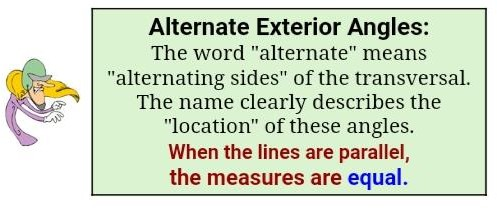 Alternate Exterior Angles:
The word "alternate" means
"alternating sides" of the transversal.
The name clearly describes the
"location" of these angles.
When the lines are parallel,
the measures are equal.